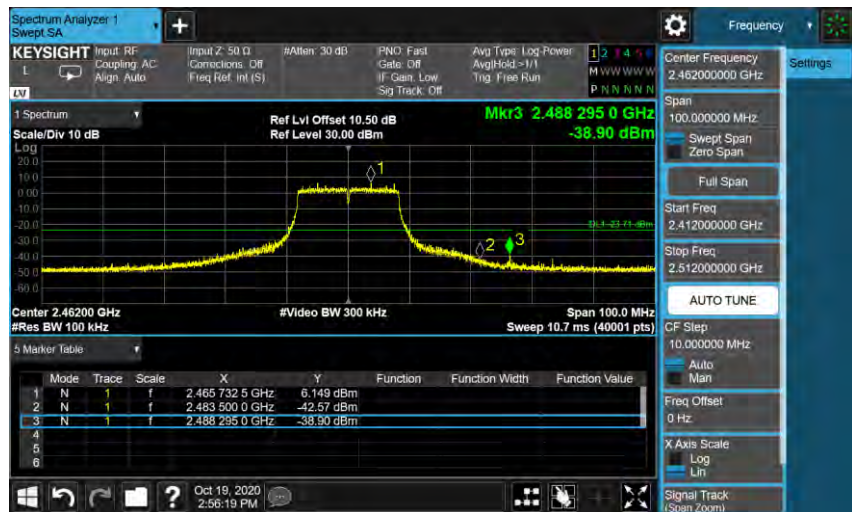 Spectrum Analyzer 1
Swept SA
+
Frequency
KEYSIGHT
L
LXI
Input: RF
Coupling: AC
Align: Auto
Input Z: 50 Ω
Corrections: Off
Freq Ref: Int (S)
#Atten: 30 dB
PNO: Fast
Gate: Off
IF Gain: Low
Sig Track: Off
Avg Type: Log-Power
Avg|Hold:>1/1
Trig: Free Run
1 2 3 4 5 6
M W W W W W
P N N N N N
1 Spectrum
Scale/Div 10 dB
Ref Lvl Offset 10.50 dB
Ref Level 30.00 dBm
Mkr3 2.488 295 0 GHz
-38.90 dBm
Log
20.0
10.0
0.00
-10.0
-20.0
-30.0
-40.0
-50.0
-60.0
1
2
3
DL1 -23.71 dBm
Center 2.46200 GHz
#Res BW 100 kHz
#Video BW 300 kHz
Span 100.0 MHz
Sweep 10.7 ms (40001 pts)
5 Marker Table
Mode Trace Scale X Y Function Function Width Function Value
1 N 1 f 2.465 732 5 GHz 6.149 dBm
2 N 1 f 2.483 500 0 GHz -42.57 dBm
3 N 1 f 2.488 295 0 GHz -38.90 dBm
4
5
6
?
Oct 19, 2020
2:56:19 PM
Center Frequency
2.462000000 GHz
Span
100.000000 MHz
Swept Span
Zero Span
Full Span
Start Freq
2.412000000 GHz
Stop Freq
2.512000000 GHz
AUTO TUNE
CF Step
10.000000 MHz
Auto
Man
Freq Offset
0 Hz
X Axis Scale
Log
Lin
Signal Track
(Span Zoom)
Settings